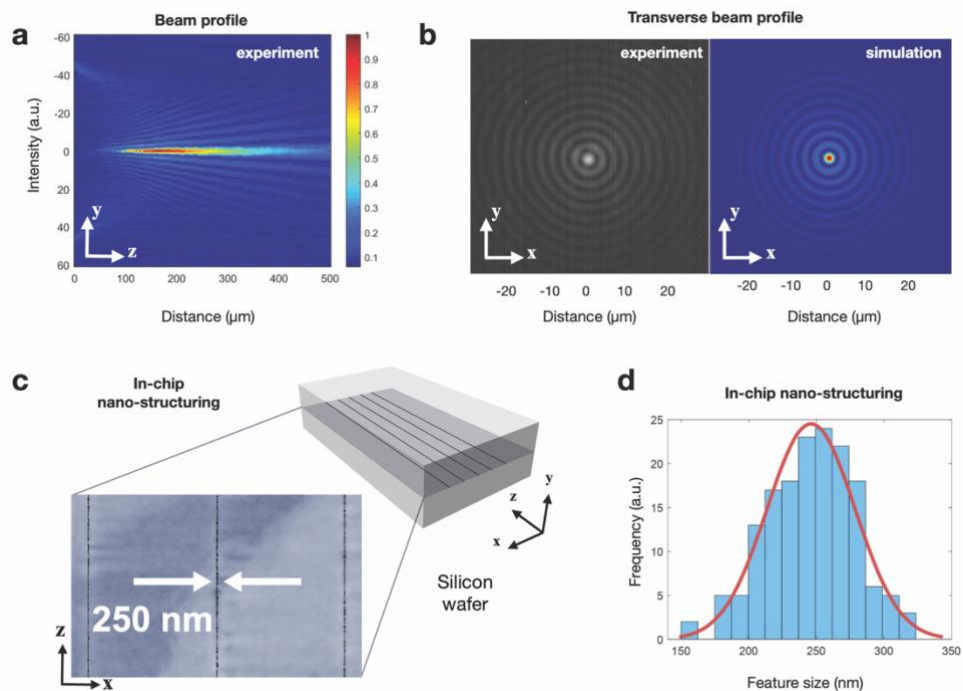 Beam profile
a
experiment
-60
-40
-20
0
20
40
60
Intensity (a.u.)
y
z
0 100 200 300 400 500
Distance (µm)
1
0.9
0.8
0.7
0.6
0.5
0.4
0.3
0.2
0.1
Transverse beam profile
b
experiment
y
x
-20 -10 0 10 20
Distance (µm)
simulation
y
x
-20 -10 0 10 20
Distance (µm)
c
In-chip
nano-structuring
250 nm
z
x
y
z
x
Silicon
wafer
d
In-chip nano-structuring
25
20
15
10
5
0
Frequency (a.u.)
150 200 250 300 350
Feature size (nm)